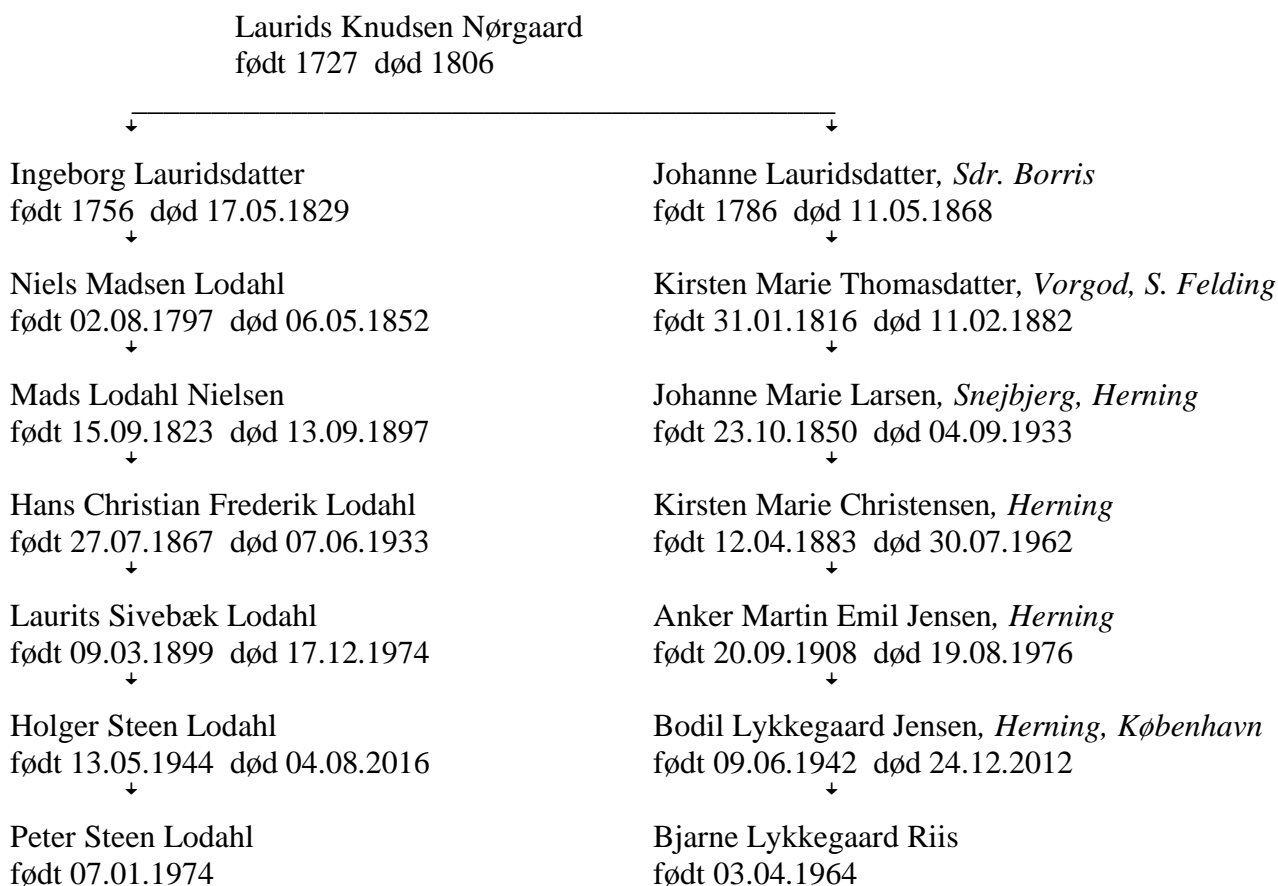 Laurids Knudsen Nørgaard
født 1727 død 1806
Ingeborg Lauridsdatter
født 1756 død 17.05.1829
Johanne Lauridsdatter, Sdr. Borris
født 1786 død 11.05.1868
Niels Madsen Lodahl
født 02.08.1797 død 06.05.1852
Kirsten Marie Thomasdatter, Vorgod, S. Felding
født 31.01.1816 død 11.02.1882
Mads Lodahl Nielsen
født 15.09.1823 død 13.09.1897
Johanne Marie Larsen, Snejbjerg, Herning
født 23.10.1850 død 04.09.1933
Hans Christian Frederik Lodahl
født 27.07.1867 død 07.06.1933
Kirsten Marie Christensen, Herning
født 12.04.1883 død 30.07.1962
Laurits Sivebæk Lodahl
født 09.03.1899 død 17.12.1974
Anker Martin Emil Jensen, Herning
født 20.09.1908 død 19.08.1976
Holger Steen Lodahl
født 13.05.1944 død 04.08.2016
Bodil Lykkegaard Jensen, Herning, København
født 09.06.1942 død 24.12.2012
Peter Steen Lodahl
født 07.01.1974
Bjarne Lykkegaard Riis
født 03.04.1964